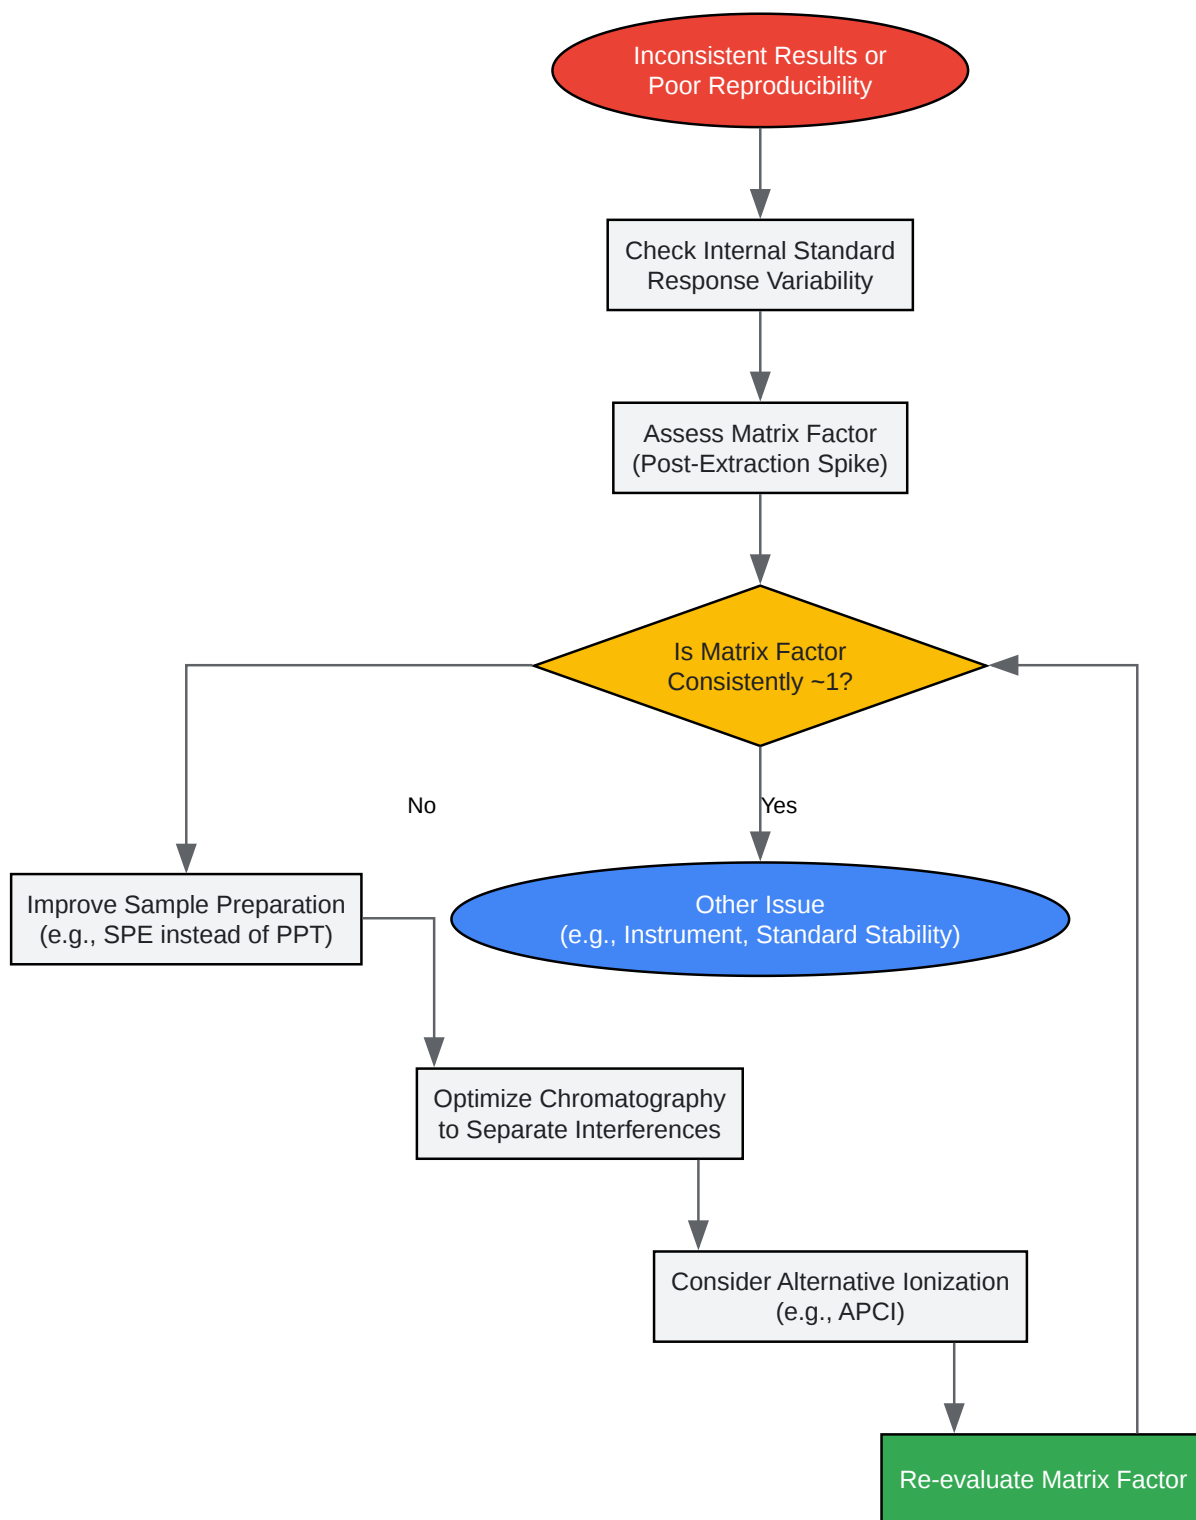 Inconsistent Results or
Poor Reproducibility
Check Internal Standard
Response Variability
Assess Matrix Factor
(Post-Extraction Spike)
Is Matrix Factor
Consistently ~1?
No
Yes
Improve Sample Preparation
(e.g., SPE instead of PPT)
Other Issue
(e.g., Instrument, Standard Stability)
Optimize Chromatography
to Separate Interferences
Consider Alternative Ionization
(e.g., APCI)
Re-evaluate Matrix Factor